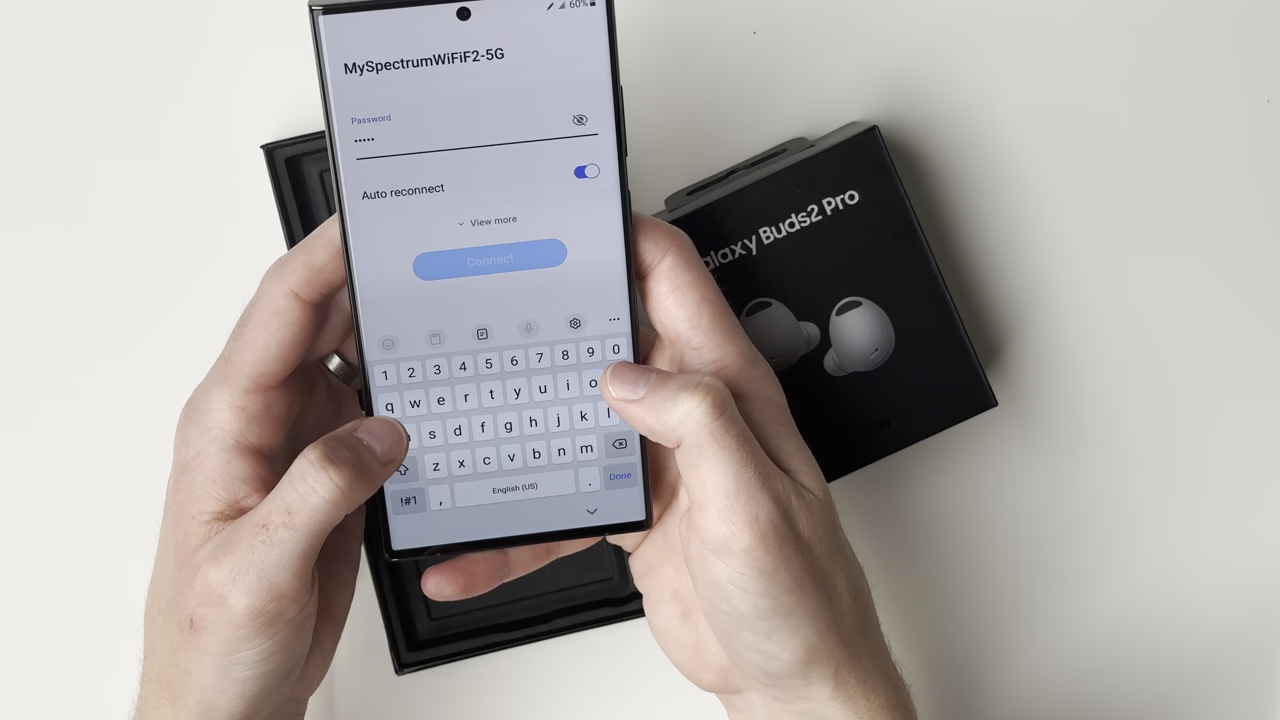 60%
MySpectrumWiFiF2-5G
Password
•••••
Auto reconnect
View more
Connect
1 2 3 4 5 6 7 8 9 0
q w e r t y u i o
s d f g h j k l
z x c v b n m
!#1 , English (US) . Done
alaxy Buds2 Pro